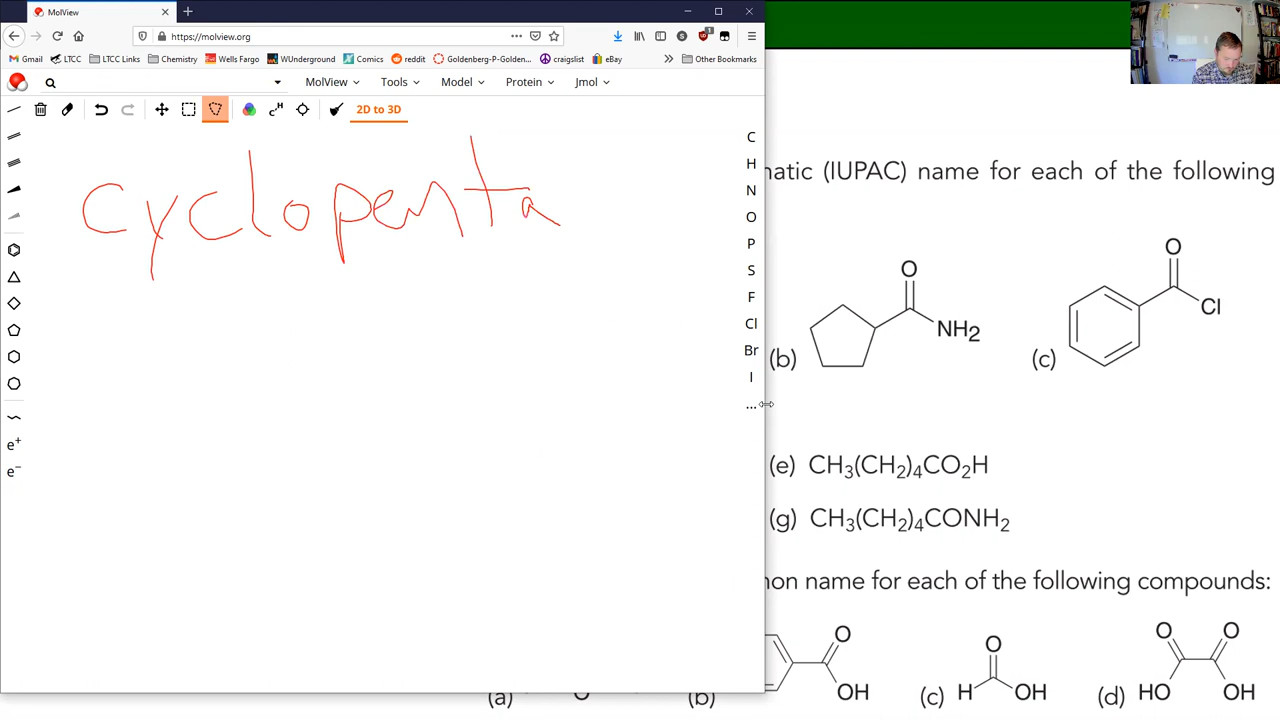 MolView
https://molview.org
Gmail LTCC LTCC Links Chemistry Wells Fargo WUnderground Comics reddit Goldenberg-P-Golden... craigslist eBay Other Bookmarks
MolView Tools Model Protein Jmol
2D to 3D
cyclopenta
C
H
N
O
P
S
F
Cl
Br
I
...
e+
e−
matic (IUPAC) name for each of the following
(b) O NH2
(c) O Cl
(e) CH3(CH2)4CO2H
(g) CH3(CH2)4CONH2
mon name for each of the following compounds:
(a) O
(b) O OH
(c) O H OH
(d) O O HO OH